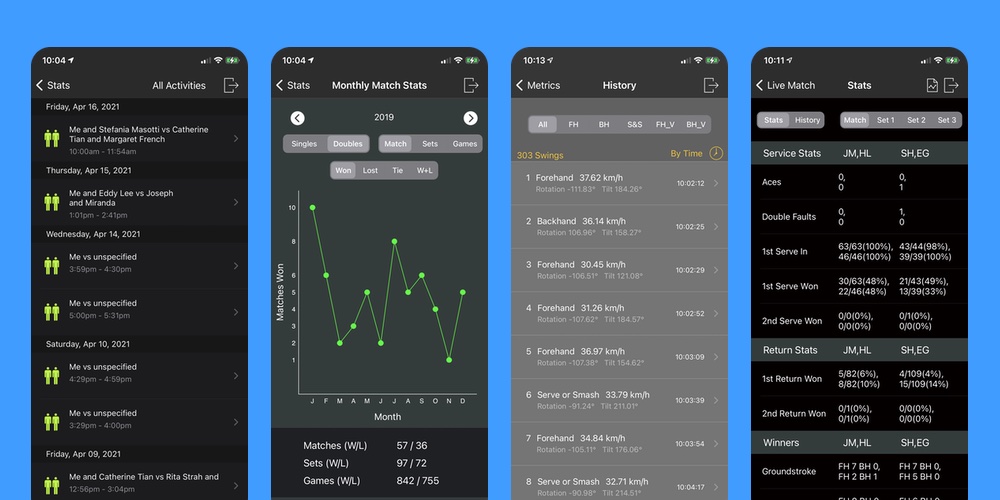 10:04
Stats
All Activities
Friday, Apr 16, 2021
Me and Stefania Masotti vs Catherine
Tian and Margaret French
10:00am - 11:54am
Thursday, Apr 15, 2021
Me and Eddy Lee vs Joseph
and Miranda
1:01pm - 2:41pm
Wednesday, Apr 14, 2021
Me vs unspecified
3:59pm - 4:30pm
Me vs unspecified
5:00pm - 5:31pm
Saturday, Apr 10, 2021
Me vs unspecified
4:29pm - 4:59pm
Me vs unspecified
3:29pm - 4:00pm
Friday, Apr 09, 2021
Me and Catherine Tian vs Rita Strah and
12:56pm - 3:04pm
10:04
Stats
Monthly Match Stats
2019
Singles Doubles Match Sets Games
Won Lost Tie W+L
Matches Won
10
8
6
5
4
3
2
1
J F M A M J J A S O N D
Month
Matches (W/L) 57 / 36
Sets (W/L) 97 / 72
Games (W/L) 842 / 755
10:13
Metrics
History
All FH BH S&S FH_V BH_V
303 Swings By Time
1 Forehand 37.62 km/h
Rotation -111.83° Tilt 184.26°
10:02:12
2 Backhand 36.14 km/h
Rotation 106.96° Tilt 158.27°
10:02:25
3 Forehand 30.45 km/h
Rotation -106.51° Tilt 121.08°
10:02:29
4 Forehand 31.26 km/h
Rotation -107.62° Tilt 184.57°
10:02:52
5 Forehand 36.97 km/h
Rotation -107.38° Tilt 154.62°
10:03:09
6 Serve or Smash 33.79 km/h
Rotation -91.24° Tilt 211.01°
10:03:39
7 Forehand 34.84 km/h
Rotation -105.11° Tilt 176.06°
10:03:54
8 Serve or Smash 32.71 km/h
Rotation -90.98° Tilt 214.51°
10:04:17
10:11
Live Match
Stats
Stats History Match Set 1 Set 2 Set 3
Service Stats JM,HL SH,EG
Aces 0, 0,
0 1
Double Faults 0, 1,
0 0
1st Serve In 63/63(100%), 43/44(98%),
46/46(100%) 39/39(100%)
1st Serve Won 30/63(48%), 21/43(49%),
22/46(48%) 13/39(33%)
2nd Serve Won 0/0(0%), 0/1(0%),
0/0(0%) 0/0(0%)
Return Stats JM,HL SH,EG
1st Return Won 5/82(6%), 4/109(4%),
8/82(10%) 15/109(14%)
2nd Return Won 0/1(0%), 0/0(0%),
0/1(0%) 0/0(0%)
Winners JM,HL SH,EG
Groundstroke FH 7 BH 0, FH 7 BH 0,
FH 2 BH 1 FH 5 BH 0